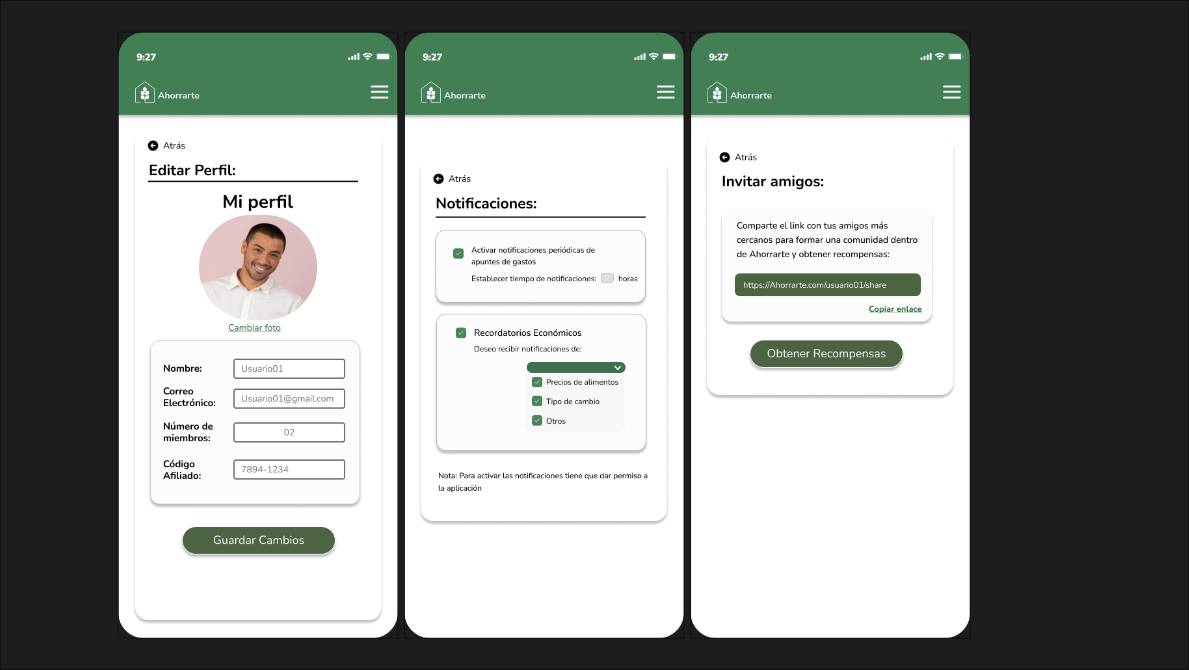 9:27
Ahorrarte
Atrás
Editar Perfil:
Mi perfil
Cambiar foto
Nombre:
Usuario01
Correo
Electrónico:
Usuario01@gmail.com
Número de
miembros:
02
Código
Afiliado:
7894-1234
Guardar Cambios
9:27
Ahorrarte
Atrás
Notificaciones:
Activar notificaciones periódicas de
apuntes de gastos
Establecer tiempo de notificaciones: horas
Recordatorios Económicos
Deseo recibir notificaciones de:
Precios de alimentos
Tipo de cambio
Otros
Nota: Para activar las notificaciones tiene que dar permiso a
la aplicación
9:27
Ahorrarte
Atrás
Invitar amigos:
Comparte el link con tus amigos más
cercanos para formar una comunidad dentro
de Ahorrarte y obtener recompensas:
https://Ahorrarte.com/usuario01/share
Copiar enlace
Obtener Recompensas